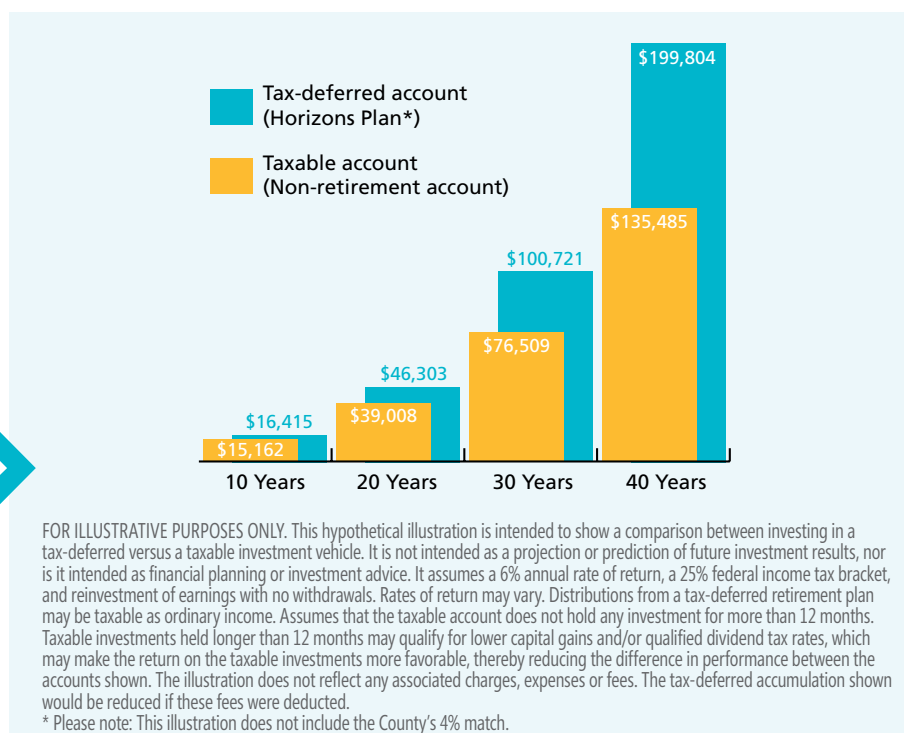 $199,804
Tax-deferred account
(Horizons Plan*)
Taxable account
(Non-retirement account)
$135,485
$100,721
$76,509
$46,303
$39,008
$16,415
$15,162
10 Years
20 Years
30 Years
40 Years
FOR ILLUSTRATIVE PURPOSES ONLY. This hypothetical illustration is intended to show a comparison between investing in a
tax-deferred versus a taxable investment vehicle. It is not intended as a projection or prediction of future investment results, nor
is it intended as financial planning or investment advice. It assumes a 6% annual rate of return, a 25% federal income tax bracket,
and reinvestment of earnings with no withdrawals. Rates of return may vary. Distributions from a tax-deferred retirement plan
may be taxable as ordinary income. Assumes that the taxable account does not hold any investment for more than 12 months.
Taxable investments held longer than 12 months may qualify for lower capital gains and/or qualified dividend tax rates, which
may make the return on the taxable investments more favorable, thereby reducing the difference in performance between the
accounts shown. The illustration does not reflect any associated charges, expenses or fees. The tax-deferred accumulation shown
would be reduced if these fees were deducted.
* Please note: This illustration does not include the County’s 4% match.